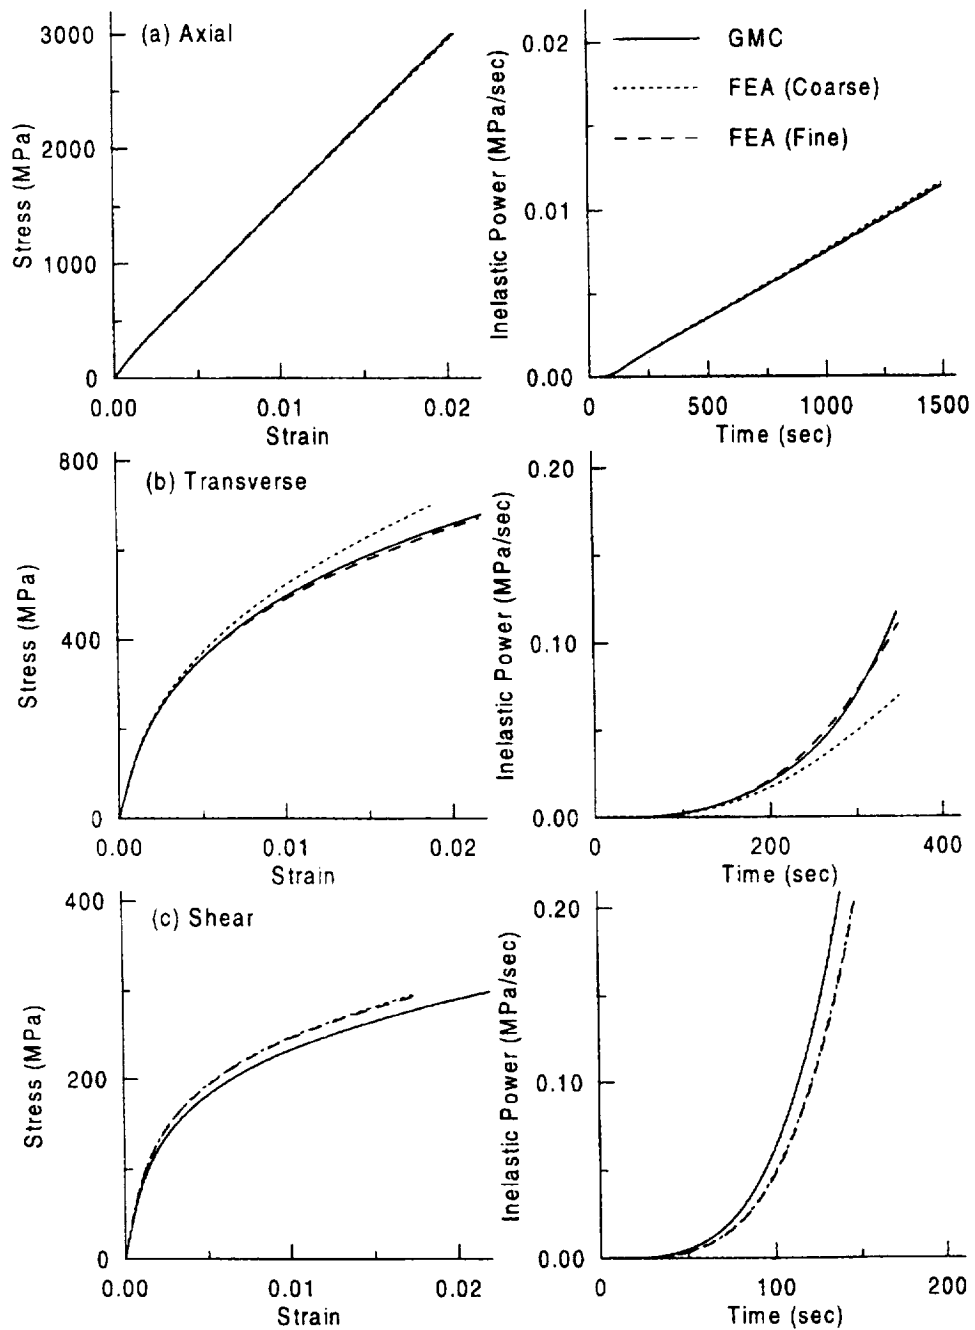 (a) Axial
Stress (MPa)
3000
2000
1000
0
0.00
0.01
0.02
Strain
Inelastic Power (MPa/sec)
0.02
0.01
0.00
0
500
1000
1500
Time (sec)
GMC
FEA (Coarse)
FEA (Fine)
(b) Transverse
Stress (MPa)
800
400
0
0.00
0.01
0.02
Strain
Inelastic Power (MPa/sec)
0.20
0.10
0.00
0
200
400
Time (sec)
(c) Shear
Stress (MPa)
400
200
0
0.00
0.01
0.02
Strain
Inelastic Power (MPa/sec)
0.20
0.10
0.00
0
100
200
Time (sec)